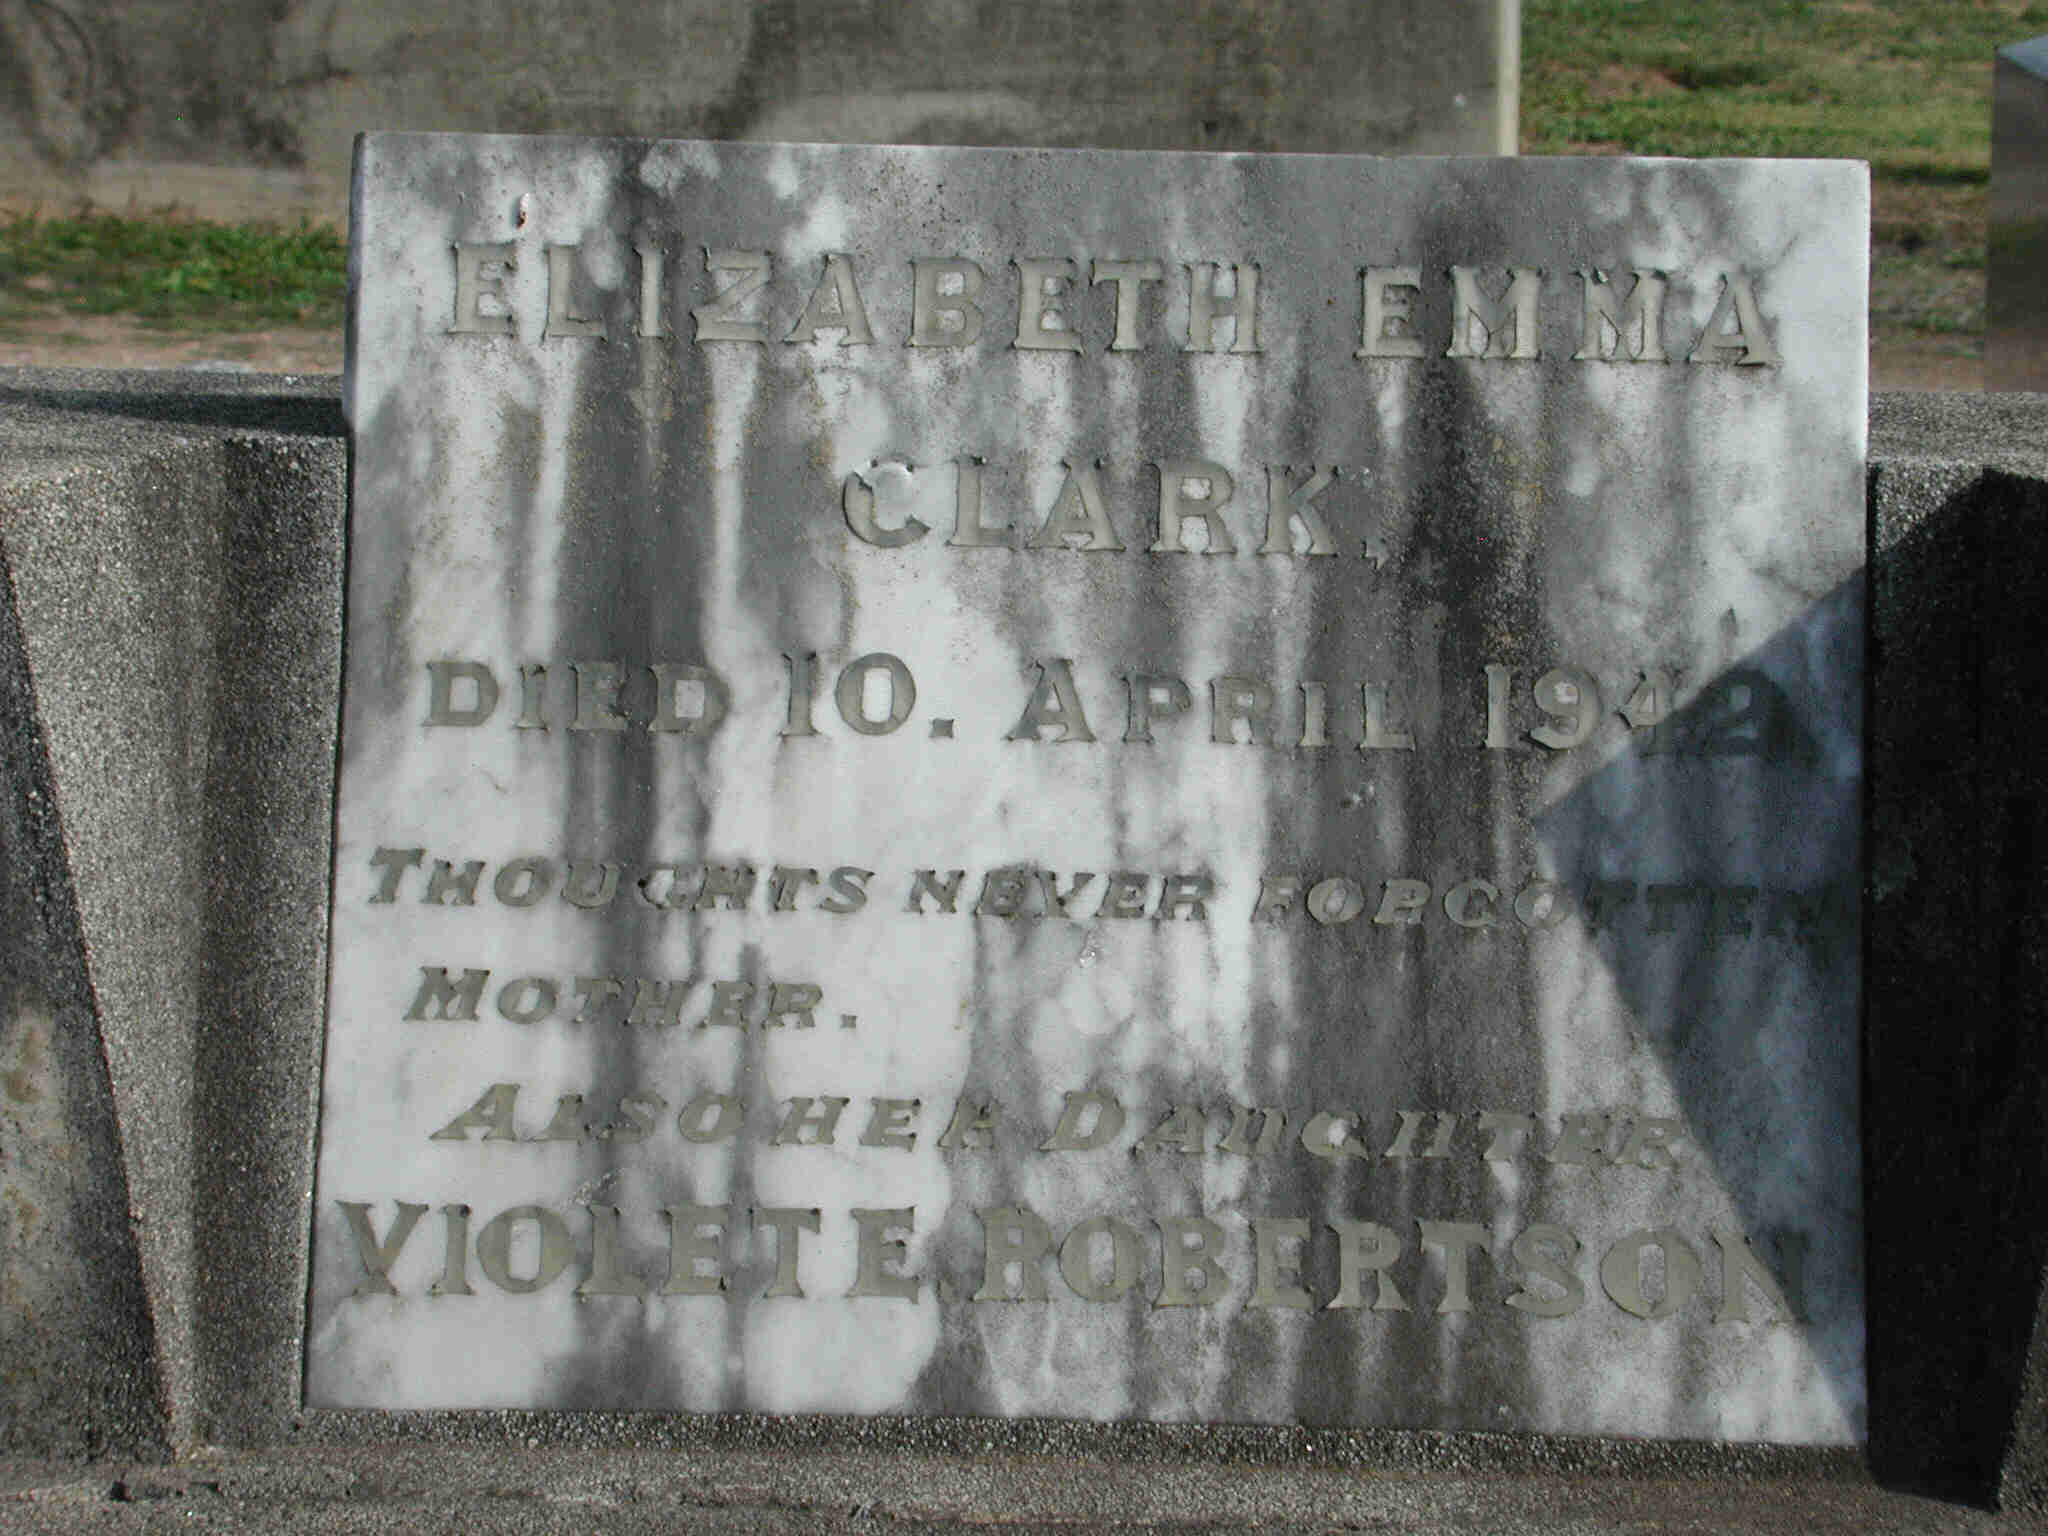 ELIZABETH EMMA
CLARK.
DIED 10. APRIL 1942.
THOUGHTS NEVER FORGOTTEN
MOTHER.
ALSO HER DAUGHTER
VIOLET E. ROBERTSON